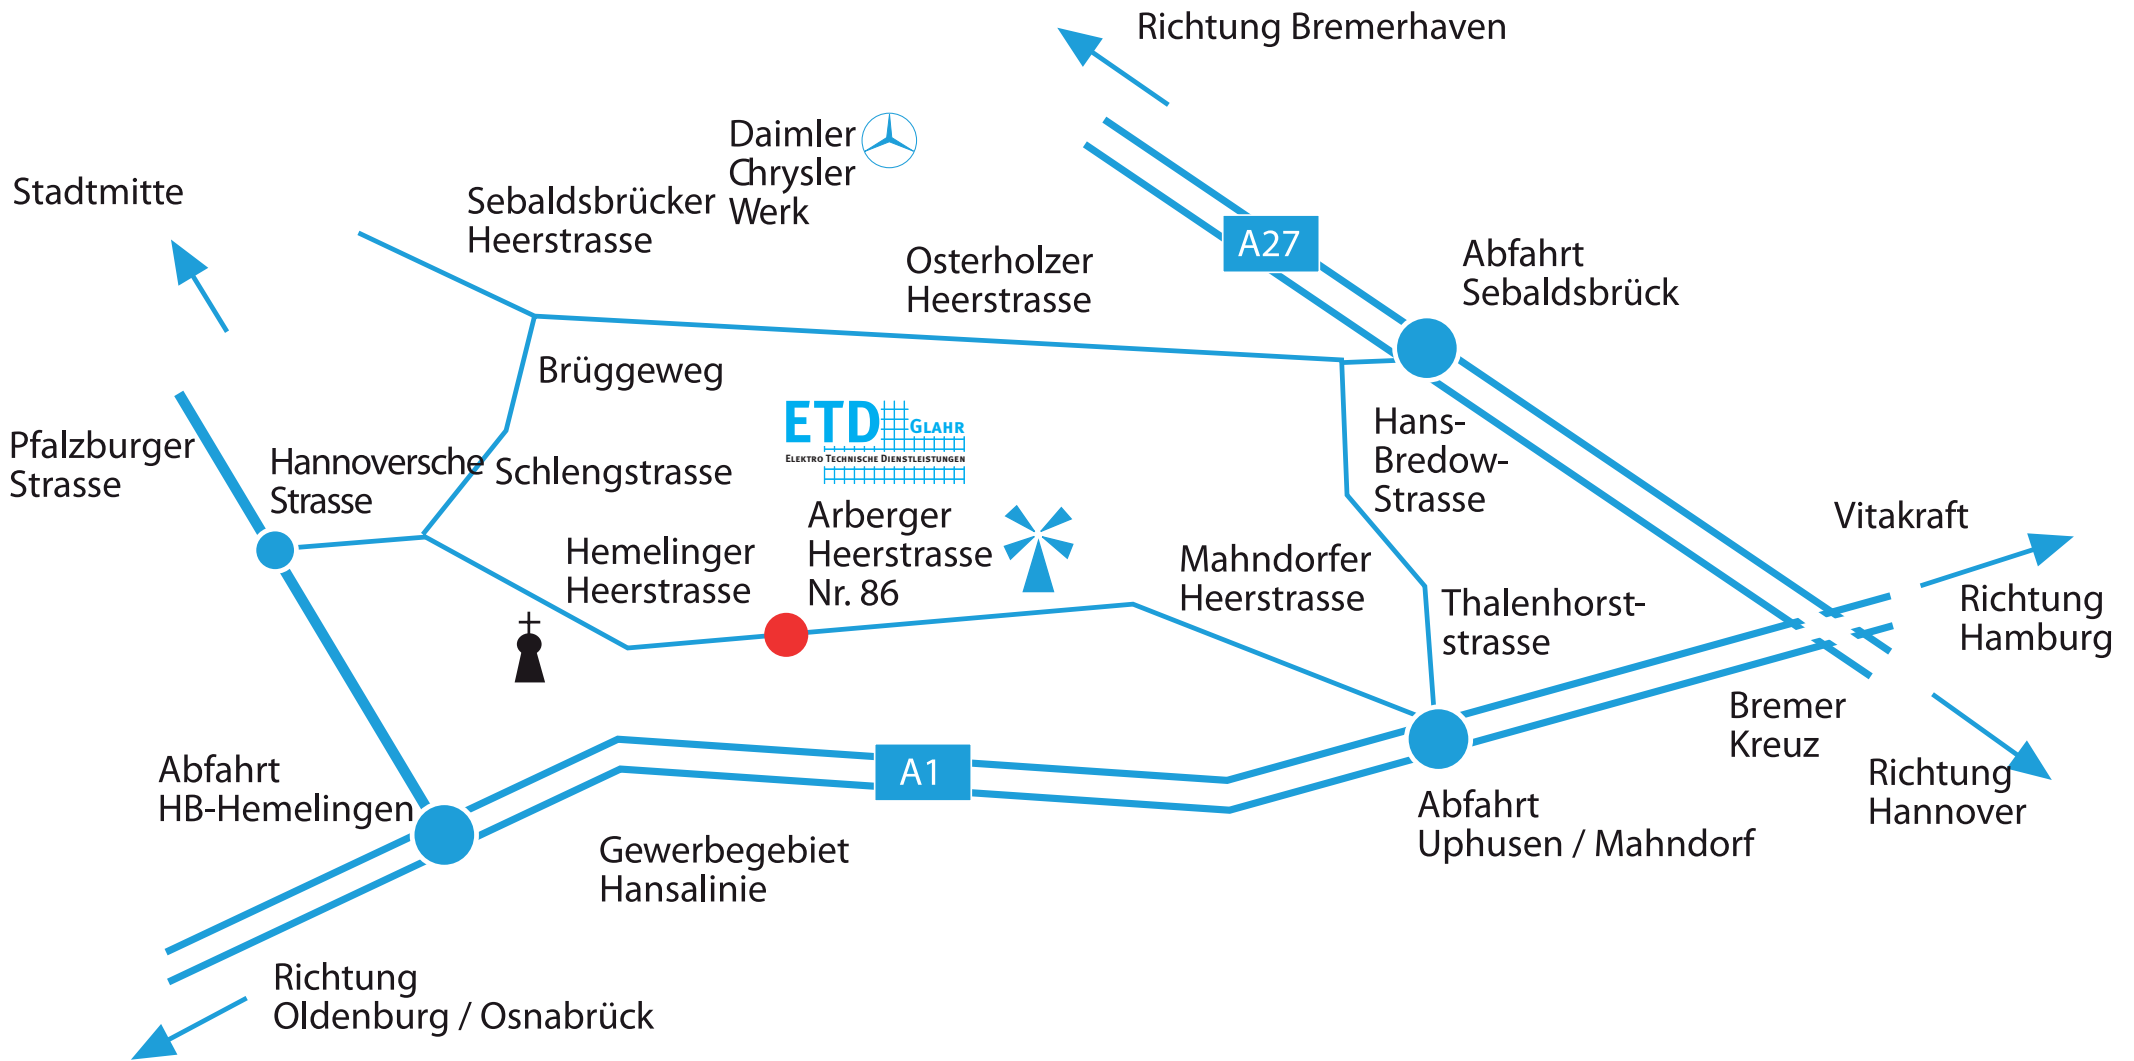 Richtung Bremerhaven
Daimler
Chrysler
Werk
Stadtmitte
Sebaldsbrücker
Heerstrasse
Osterholzer
Heerstrasse
A27
Abfahrt
Sebaldsbrück
Brüggeweg
ETD
GLAHR
ELEKTRO TECHNISCHE DIENSTLEISTUNGEN
Pfalzburger
Strasse
Hannoversche
Strasse
Schlengstrasse
Hans-
Bredow-
Strasse
Arberger
Heerstrasse
Nr. 86
Hemelinger
Heerstrasse
Mahndorfer
Heerstrasse
Thalenhorst-
strasse
Vitakraft
Richtung
Hamburg
Bremer
Kreuz
Richtung
Hannover
Abfahrt
HB-Hemelingen
A1
Abfahrt
Uphusen / Mahndorf
Gewerbegebiet
Hansalinie
Richtung
Oldenburg / Osnabrück